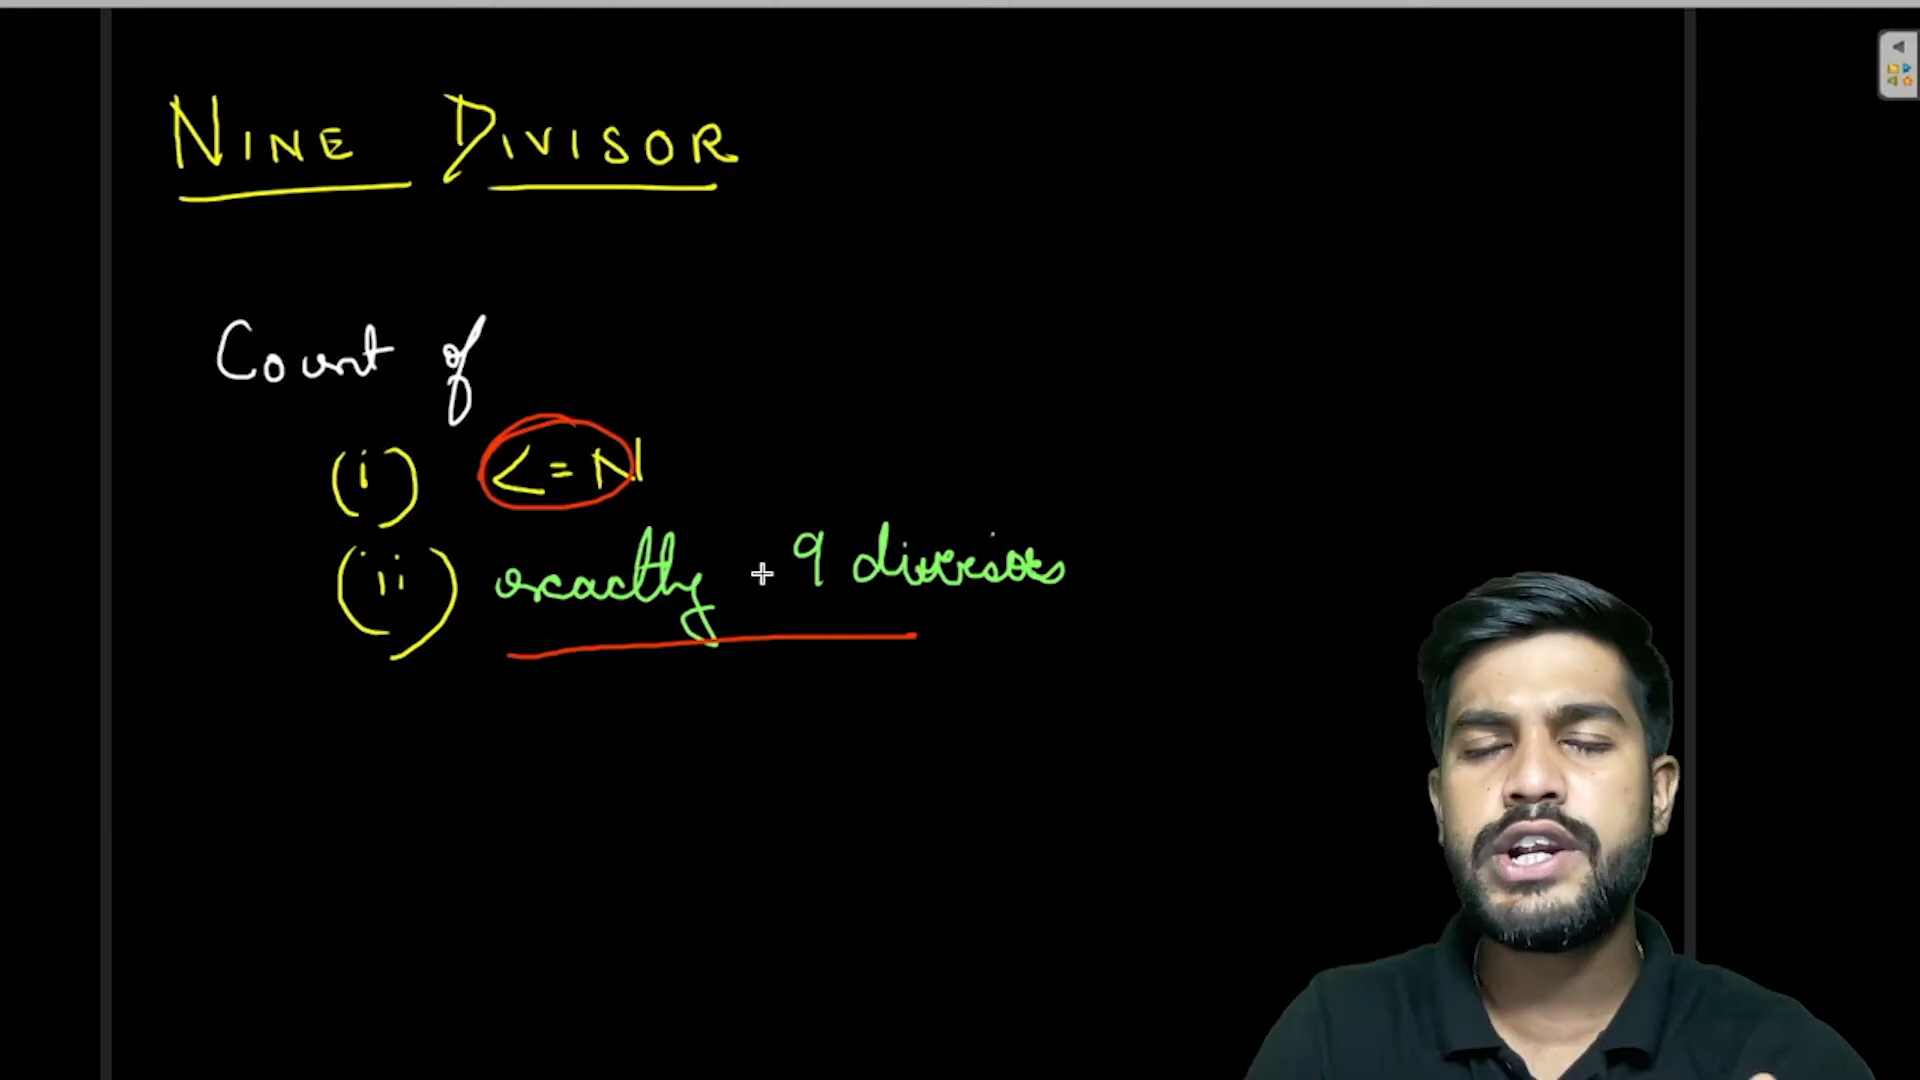 NINE DIVISOR
Count of
(i) <= N
(ii) exactly 9 divisors